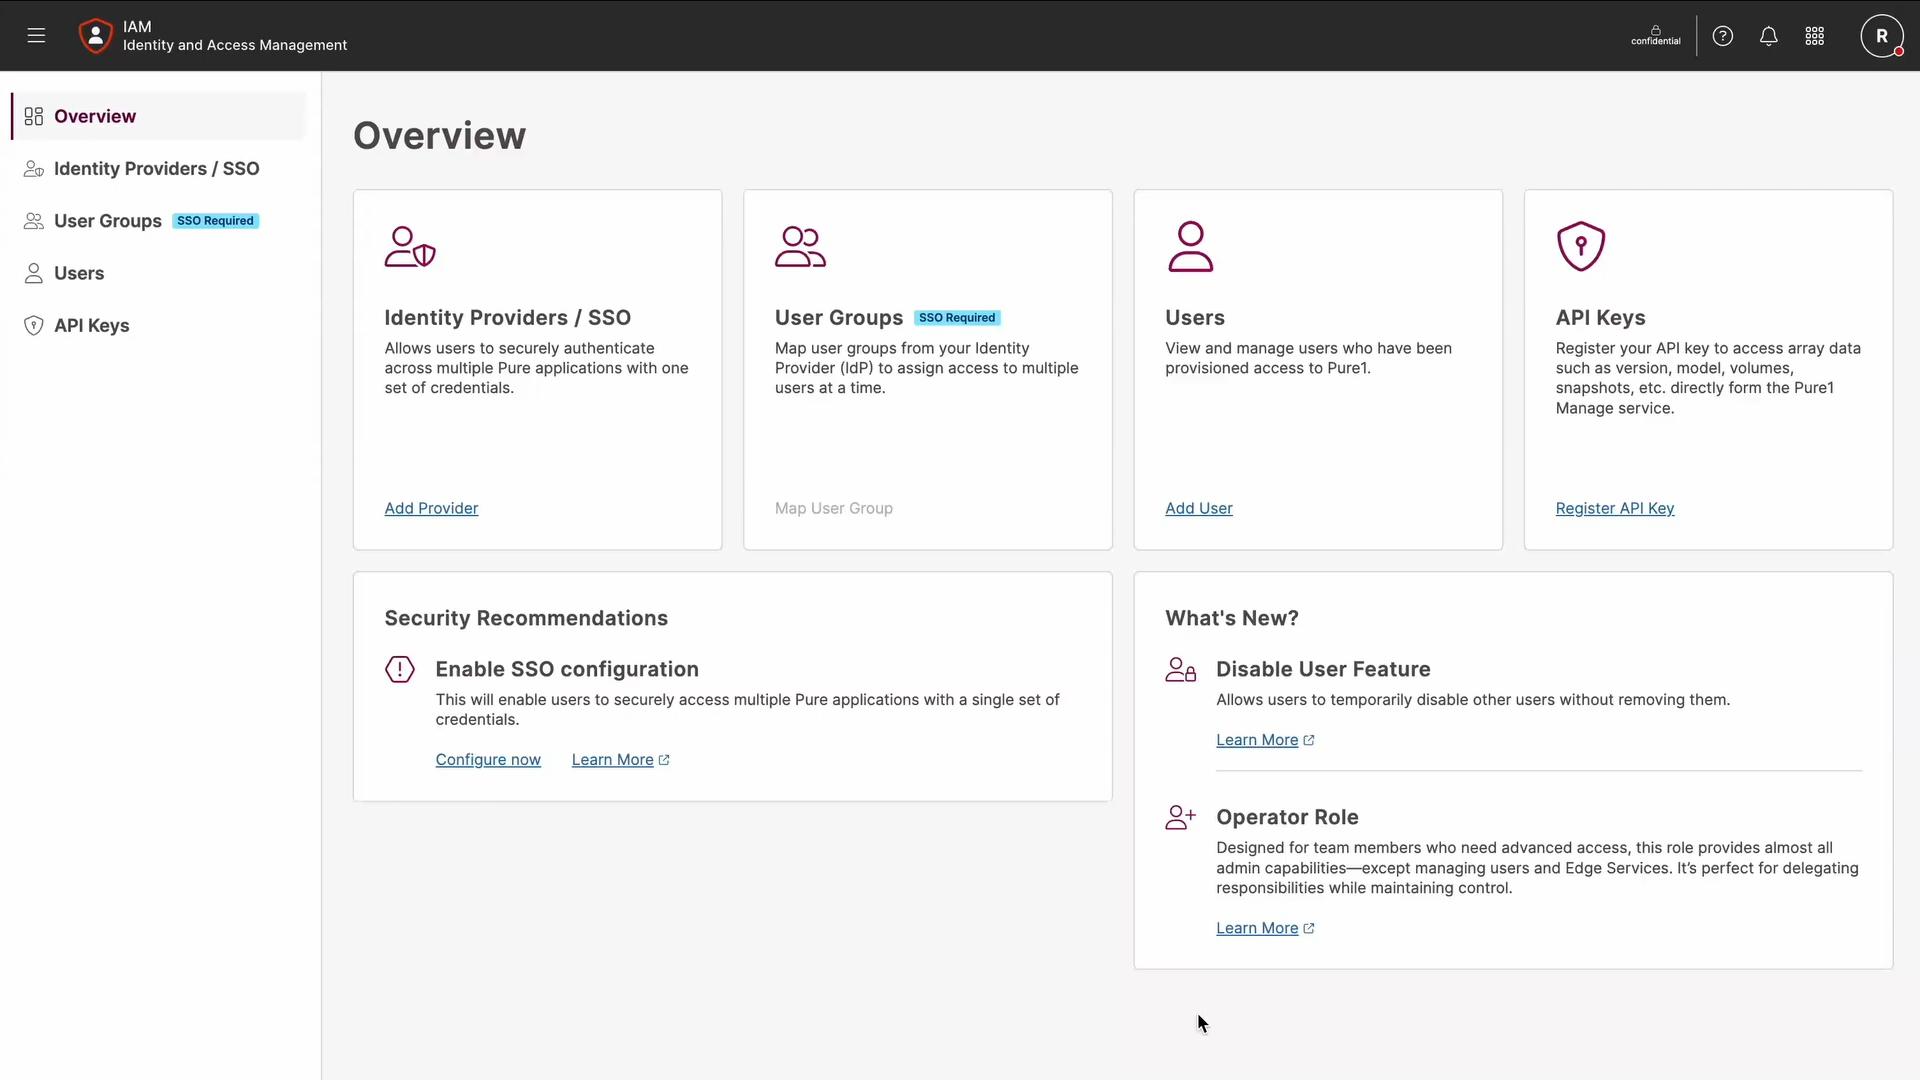 IAM
Identity and Access Management
confidential
R
Overview
Identity Providers / SSO
User Groups SSO Required
Users
API Keys
Overview
Identity Providers / SSO
Allows users to securely authenticate
across multiple Pure applications with one
set of credentials.
Add Provider
User Groups SSO Required
Map user groups from your Identity
Provider (IdP) to assign access to multiple
users at a time.
Map User Group
Users
View and manage users who have been
provisioned access to Pure1.
Add User
API Keys
Register your API key to access array data
such as version, model, volumes,
snapshots, etc. directly form the Pure1
Manage service.
Register API Key
Security Recommendations
Enable SSO configuration
This will enable users to securely access multiple Pure applications with a single set of
credentials.
Configure now Learn More
What's New?
Disable User Feature
Allows users to temporarily disable other users without removing them.
Learn More
Operator Role
Designed for team members who need advanced access, this role provides almost all
admin capabilities—except managing users and Edge Services. It’s perfect for delegating
responsibilities while maintaining control.
Learn More